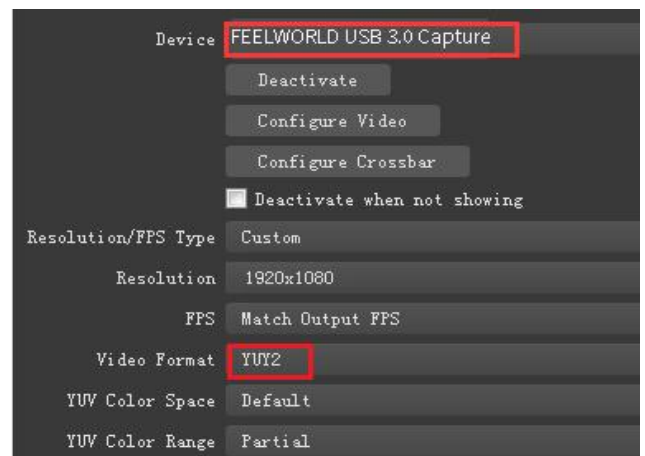 Device FEELWORLD USB 3.0 Capture
Deactivate
Configure Video
Configure Crossbar
Deactivate when not showing
Resolution/FPS Type Custom
Resolution 1920x1080
FPS Match Output FPS
Video Format YUY2
YUV Color Space Default
YUV Color Range Partial